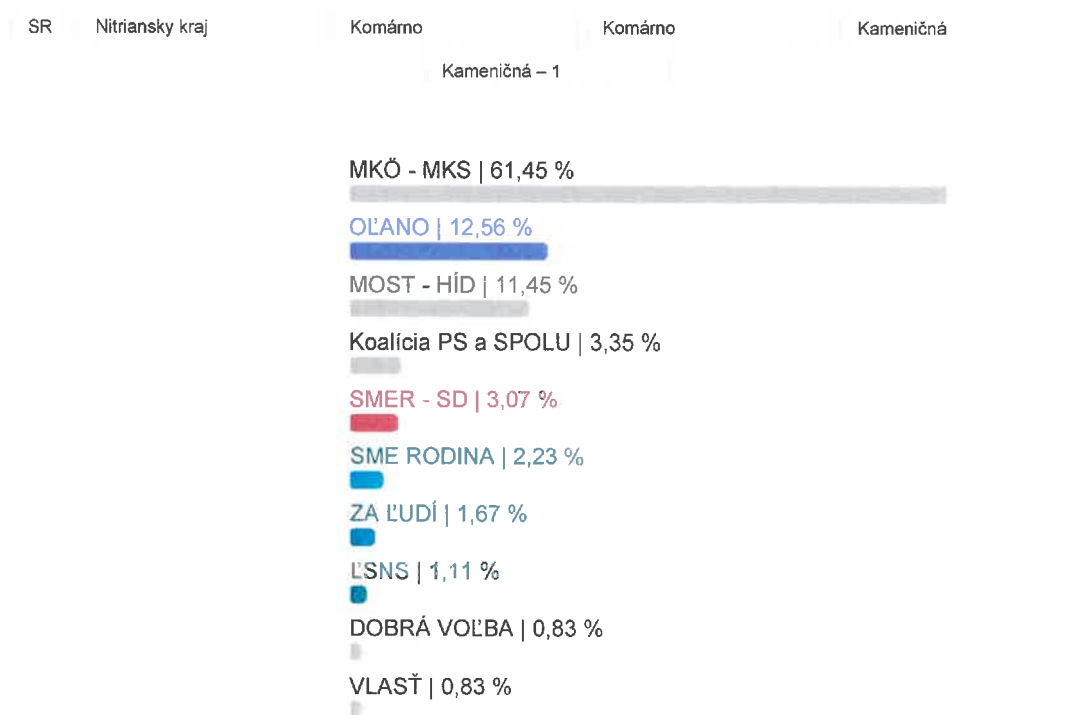 SR Nitriansky kraj Komárno Komárno Kameničná
Kameničná – 1
MKÖ - MKS | 61,45 %
OĽANO | 12,56 %
MOST - HÍD | 11,45 %
Koalícia PS a SPOLU | 3,35 %
SMER - SD | 3,07 %
SME RODINA | 2,23 %
ZA ĽUDÍ | 1,67 %
ĽSNS | 1,11 %
DOBRÁ VOĽBA | 0,83 %
VLASŤ | 0,83 %